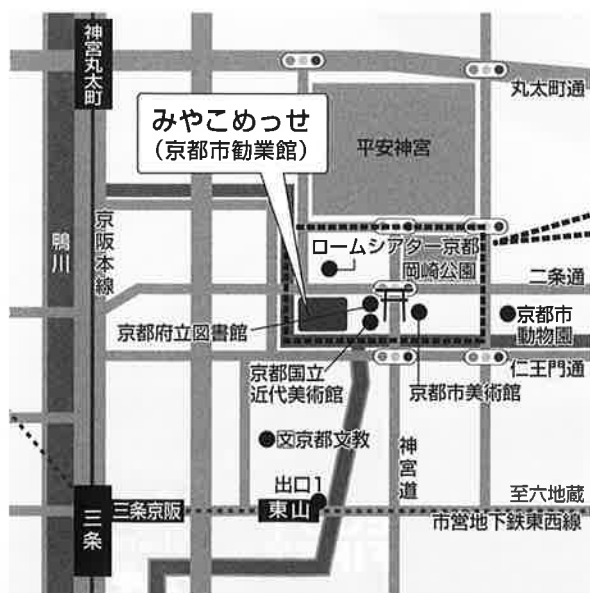 神宮丸太町
丸太町通
みやこめっせ
(京都市勧業館)
平安神宮
鴨川
京阪本線
ロームシアター京都
岡崎公園
二条通
京都府立図書館
京都市
動物園
京都国立
近代美術館
京都市美術館
仁王門通
文京都文教
神宮道
出口1
至六地蔵
三条
三条京阪
東山
市営地下鉄東西線